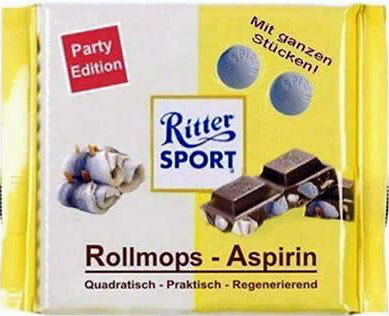 Party
Edition
Mit ganzen
Stücken!
Ritter
SPORT
Rollmops - Aspirin
Quadratisch - Praktisch - Regenerierend